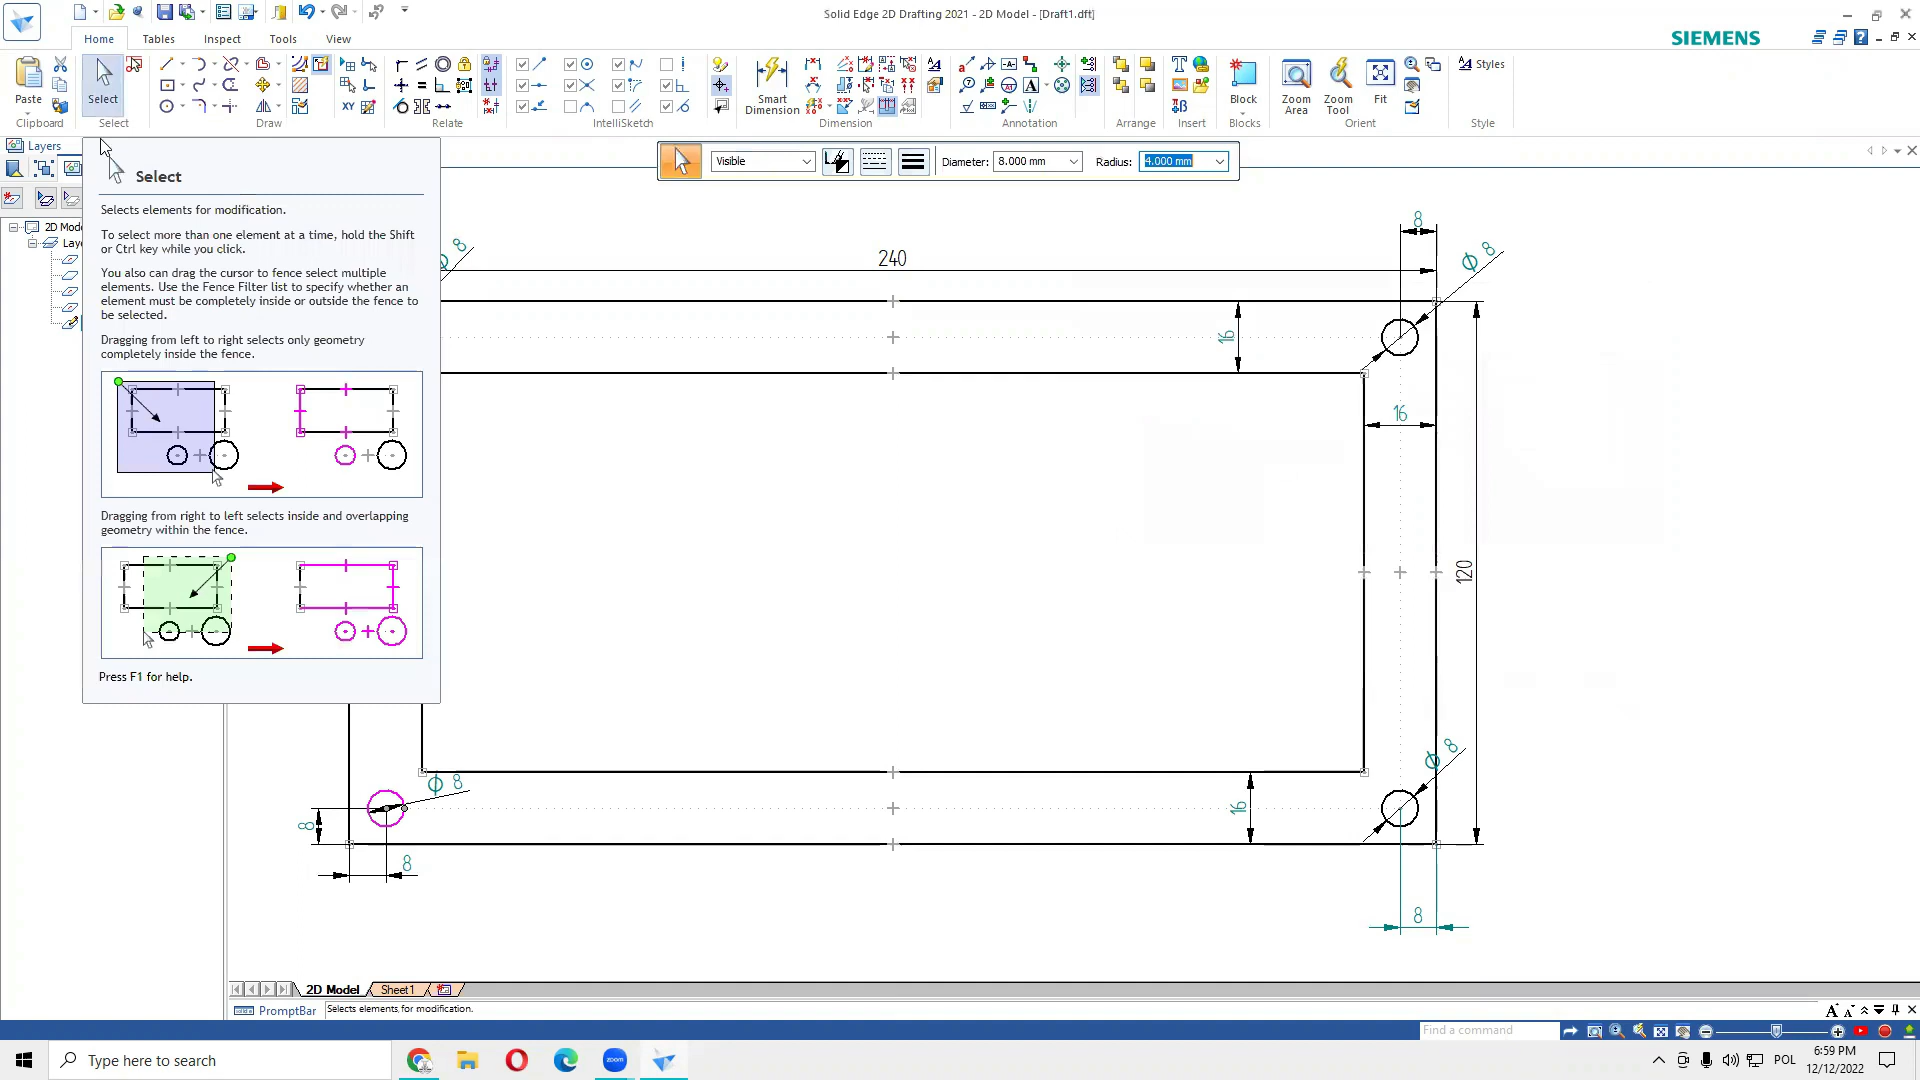 Solid Edge 2D Drafting 2021 - 2D Model - [Draft1.dft]
Home
Tables
Inspect
Tools
View
SIEMENS
Paste
Select
Smart
Dimension
Block
Zoom
Area
Zoom
Tool
Fit
Styles
Clipboard
Select
Draw
Relate
IntelliSketch
Dimension
Annotation
Arrange
Insert
Blocks
Orient
Style
Layers
Visible
Diameter:
8.000 mm
Radius:
4.000 mm
Select
Selects elements for modification.
To select more than one element at a time, hold the Shift
or Ctrl key while you click.
You also can drag the cursor to fence select multiple
elements. Use the Fence Filter list to specify whether an
element must be completely inside or outside the fence to
be selected.
Dragging from left to right selects only geometry
completely inside the fence.
Dragging from right to left selects inside and overlapping
geometry within the fence.
Press F1 for help.
2D Mode
Laye
8
240
8
ϕ 8
16
16
120
ϕ 8
8
8
16
ϕ 8
8
2D Model
Sheet1
PromptBar
Selects elements for modification.
Find a command
Type here to search
zoom
POL
6:59 PM
12/12/2022